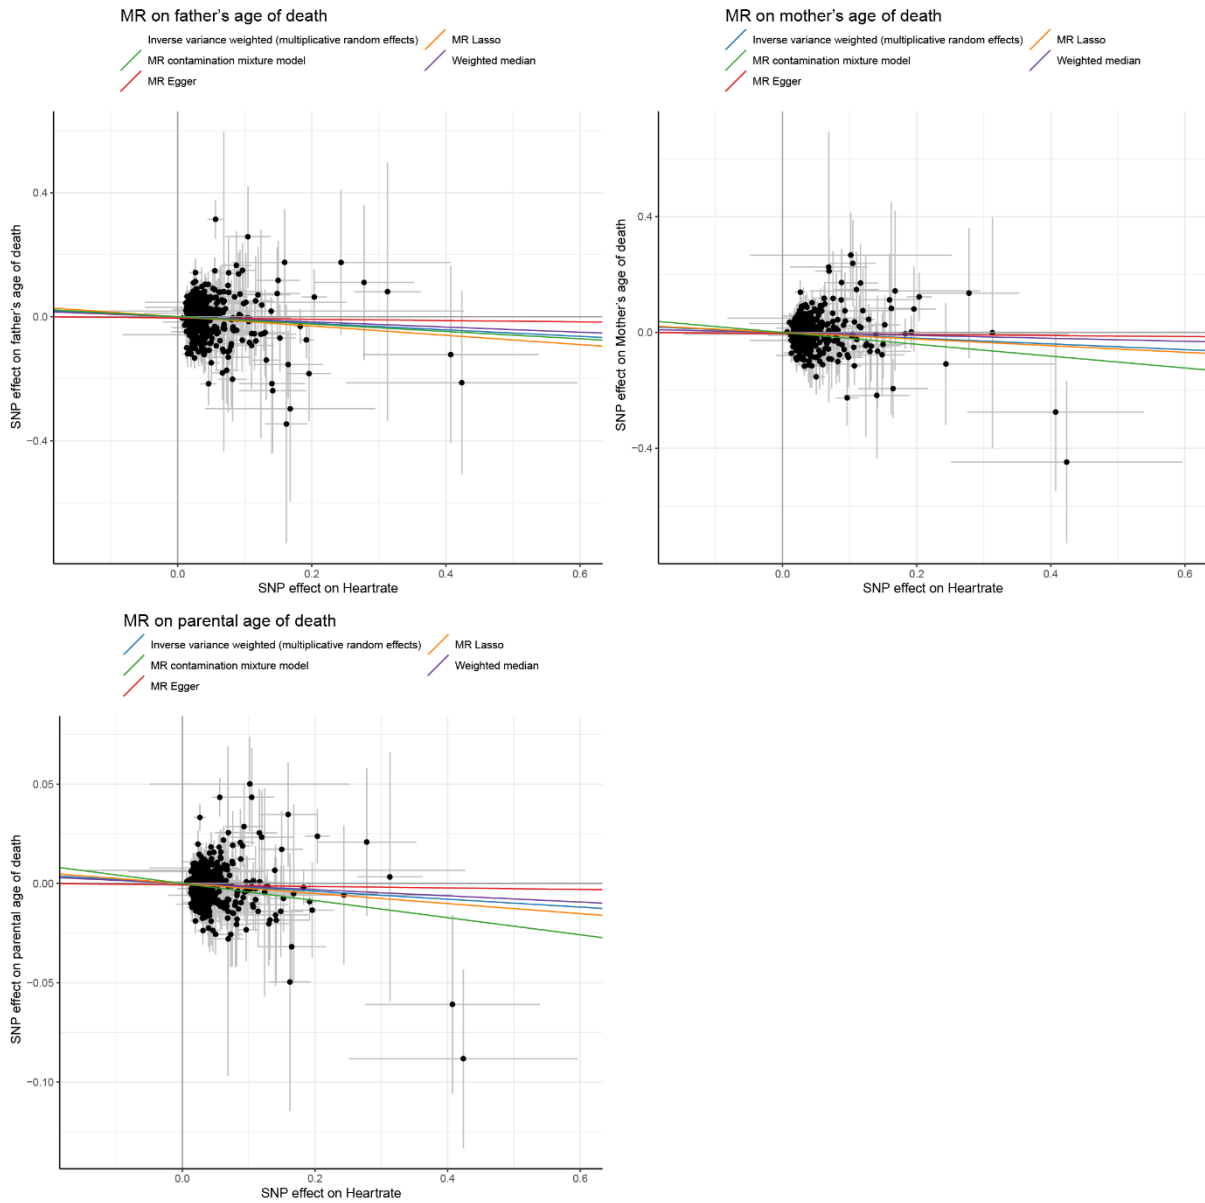 MR on father's age of death
Inverse variance weighted (multiplicative random effects)
MR Lasso
MR contamination mixture model
Weighted median
MR Egger
SNP effect on father's age of death
0.4
0.0
−0.4
0.0
0.2
0.4
0.6
SNP effect on Heartrate
MR on mother's age of death
Inverse variance weighted (multiplicative random effects)
MR Lasso
MR contamination mixture model
Weighted median
MR Egger
SNP effect on Mother's age of death
0.4
0.0
−0.4
0.0
0.2
0.4
0.6
SNP effect on Heartrate
MR on parental age of death
Inverse variance weighted (multiplicative random effects)
MR Lasso
MR contamination mixture model
Weighted median
MR Egger
SNP effect on parental age of death
0.05
0.00
−0.05
−0.10
0.0
0.2
0.4
0.6
SNP effect on Heartrate